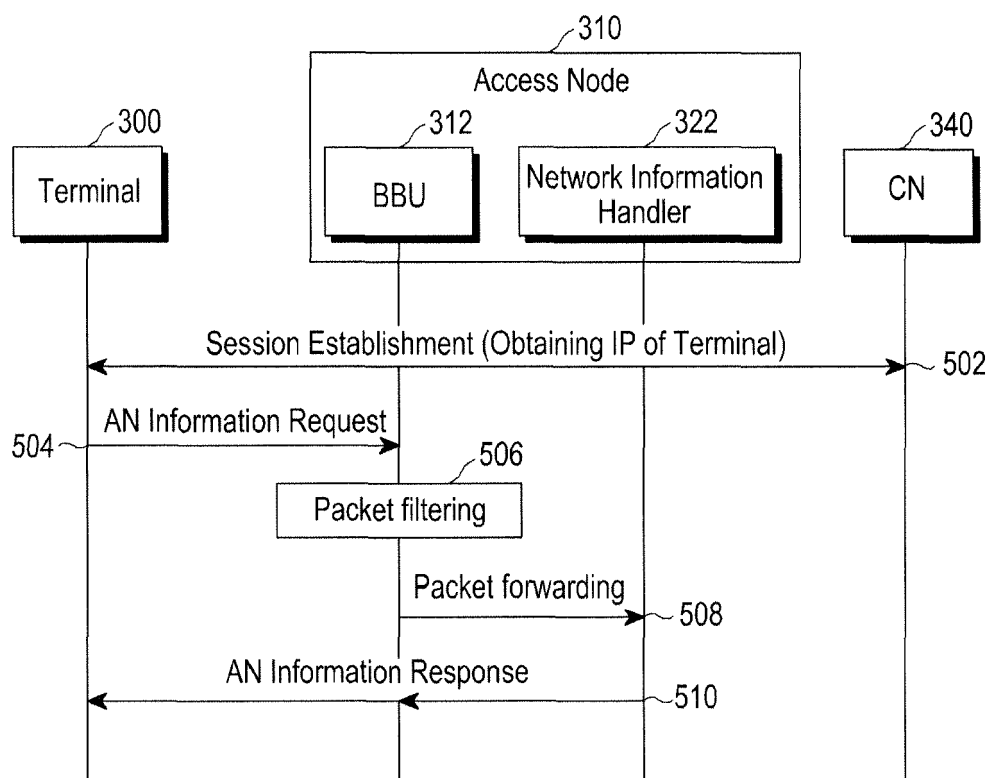 310
Access Node
300
312
322
340
Terminal
BBU
Network Information
Handler
CN
Session Establishment (Obtaining IP of Terminal)
502
AN Information Request
504
506
Packet filtering
Packet forwarding
508
AN Information Response
510